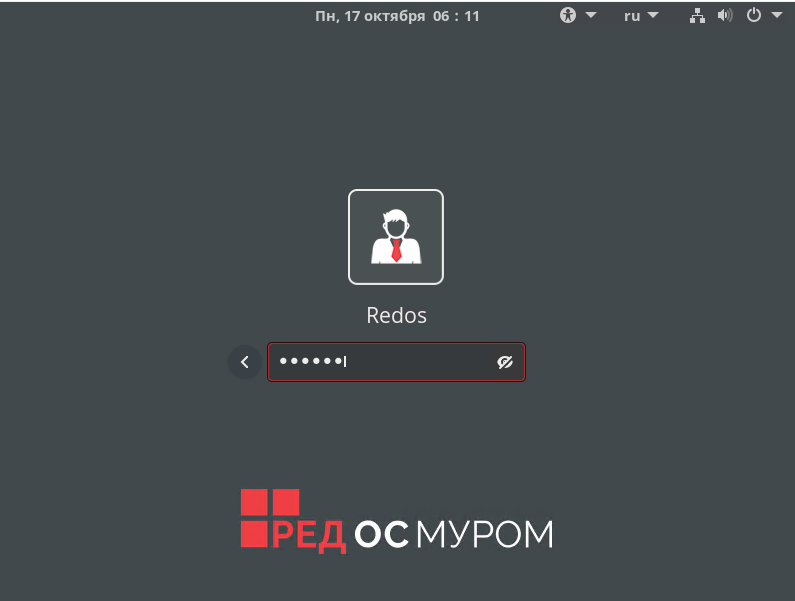 Пн, 17 октября 06 : 11
ru
Redos
••••••
РЕД ОС МУРОМ